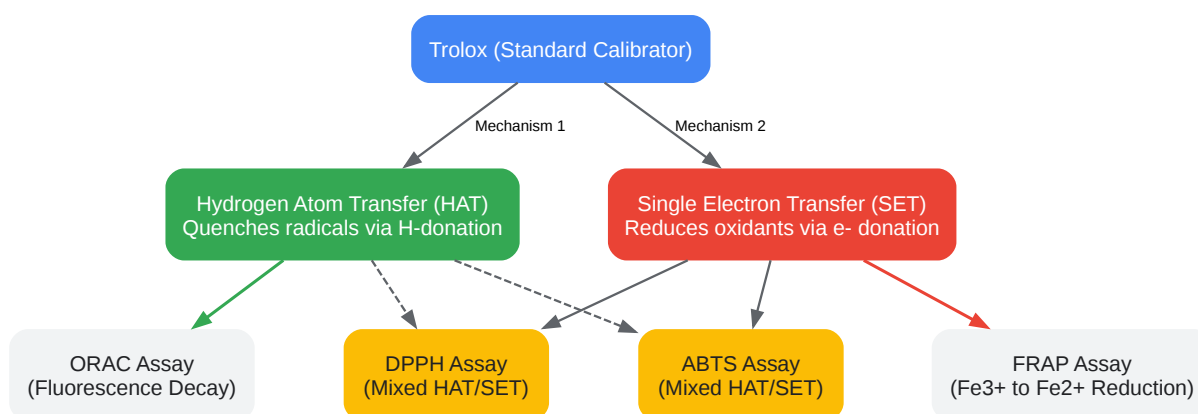 Trolox (Standard Calibrator)
Mechanism 1
Mechanism 2
Hydrogen Atom Transfer (HAT)
Quenches radicals via H-donation
Single Electron Transfer (SET)
Reduces oxidants via e- donation
ORAC Assay
(Fluorescence Decay)
DPPH Assay
(Mixed HAT/SET)
ABTS Assay
(Mixed HAT/SET)
FRAP Assay
(Fe3+ to Fe2+ Reduction)